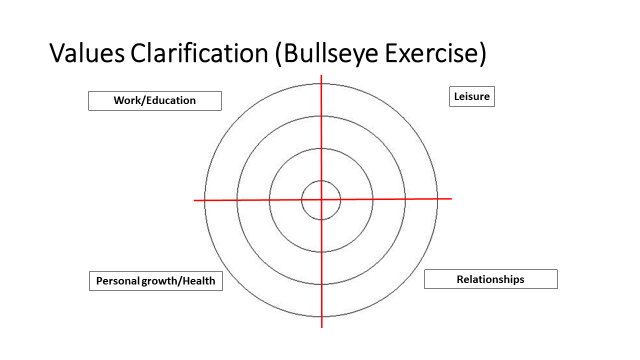 Values Clarification (Bullseye Exercise)
Work/Education
Leisure
Personal growth/Health
Relationships